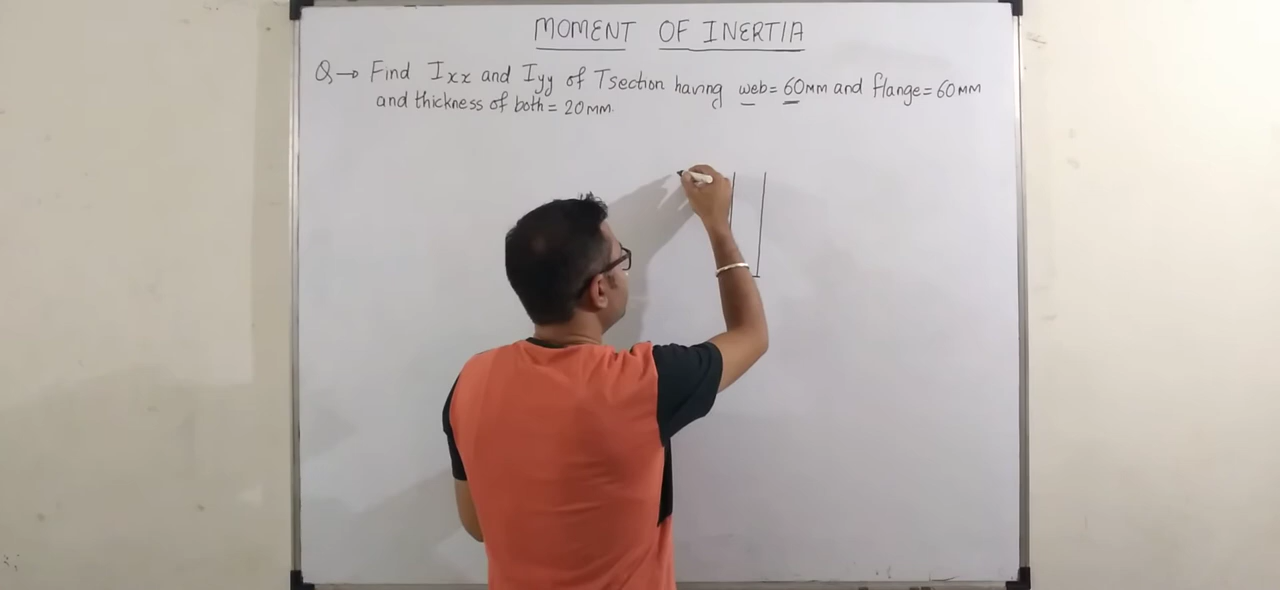 MOMENT OF INERTIA
Q→ Find Ixx and Iyy of T section having web = 60mm and flange = 60mm
and thickness of both = 20mm.